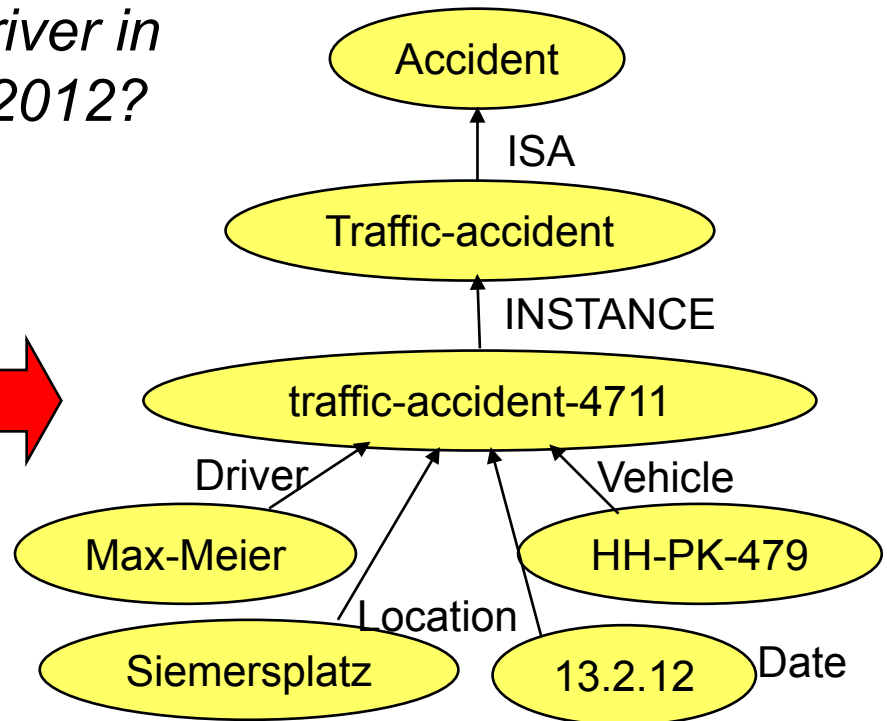 river in
2012?
Accident
ISA
Traffic-accident
INSTANCE
traffic-accident-4711
Driver
Vehicle
Max-Meier
HH-PK-479
Location
Siemersplatz
13.2.12
Date